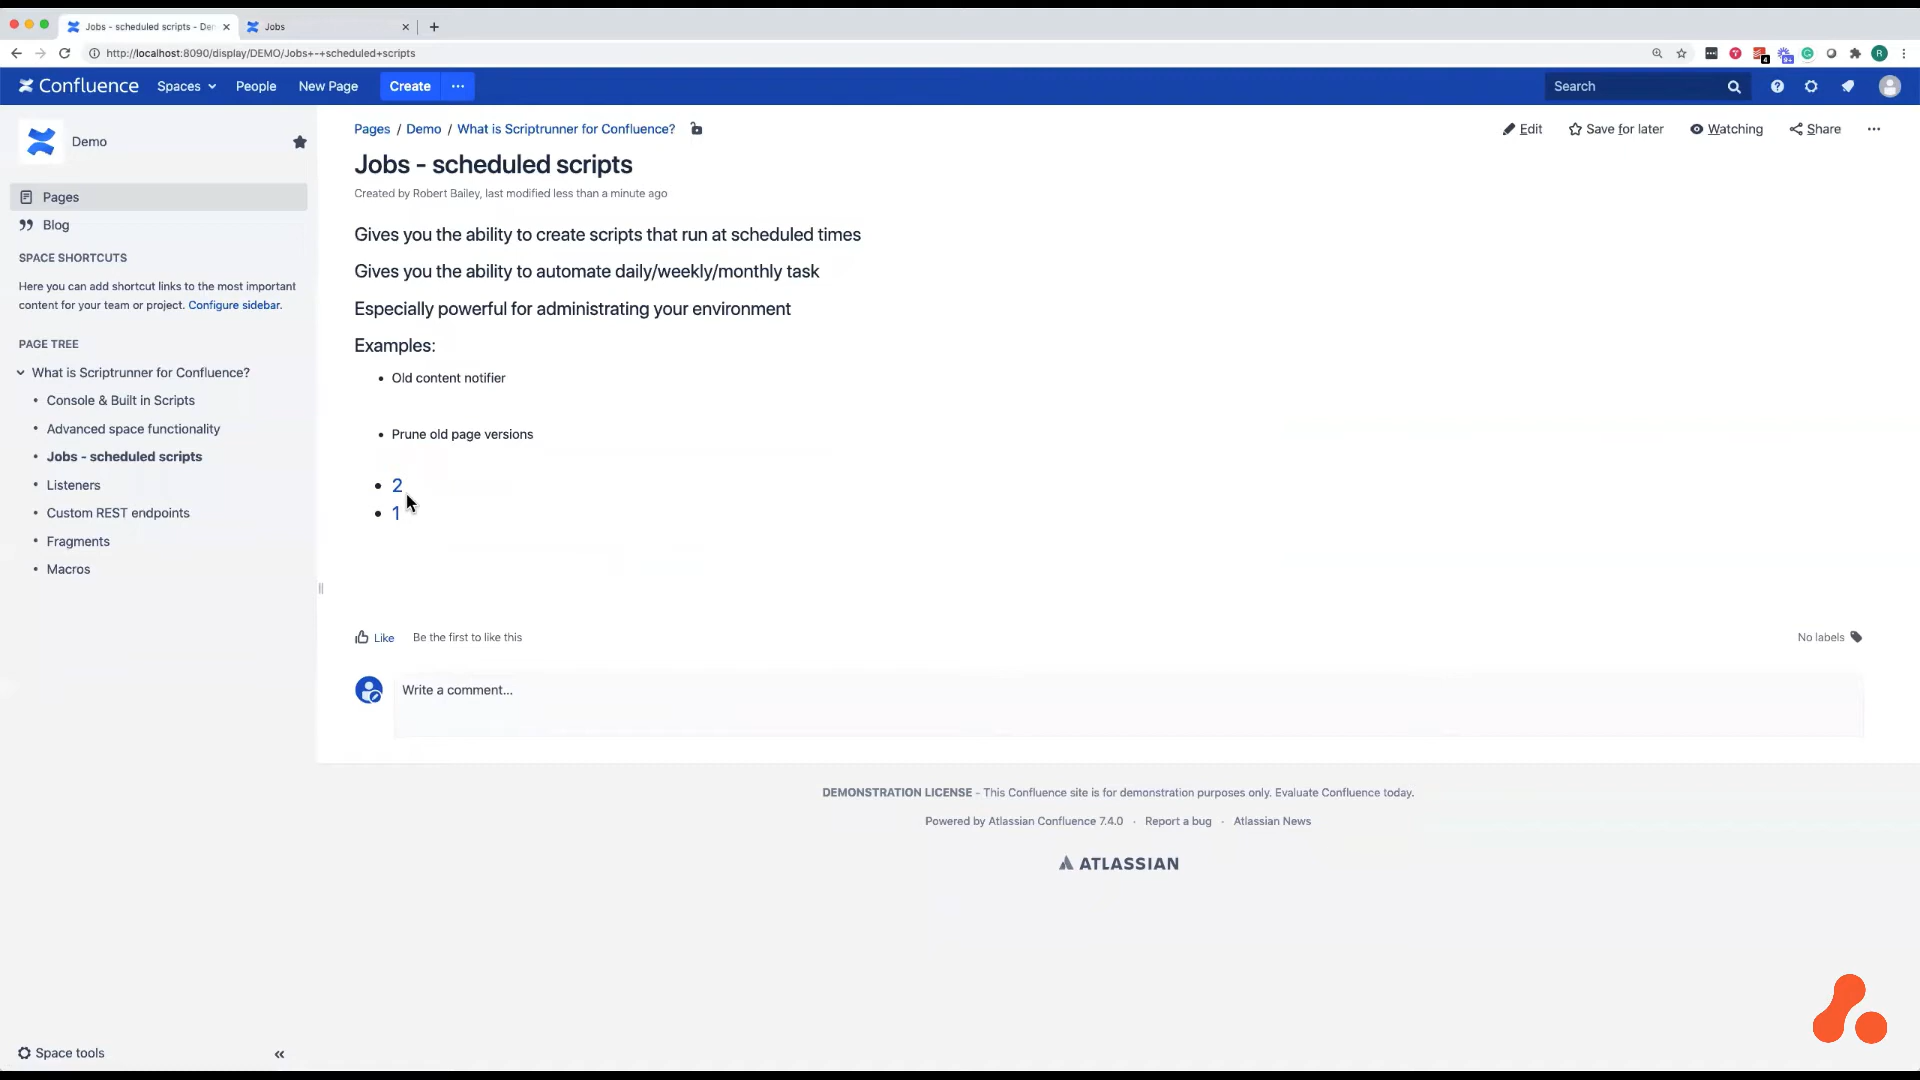 Jobs - scheduled scripts - Der
Jobs
http://localhost:8090/display/DEMO/Jobs+-+scheduled+scripts
4
9+
R
Confluence
Spaces
People
New Page
Create
Search
Demo
Pages
Blog
SPACE SHORTCUTS
Here you can add shortcut links to the most important
content for your team or project. Configure sidebar.
PAGE TREE
What is Scriptrunner for Confluence?
Console & Built in Scripts
Advanced space functionality
Jobs - scheduled scripts
Listeners
Custom REST endpoints
Fragments
Macros
Space tools
Pages / Demo / What is Scriptrunner for Confluence?
Edit
Save for later
Watching
Share
Jobs - scheduled scripts
Created by Robert Bailey, last modified less than a minute ago
Gives you the ability to create scripts that run at scheduled times
Gives you the ability to automate daily/weekly/monthly task
Especially powerful for administrating your environment
Examples:
• Old content notifier
• Prune old page versions
• 2
• 1
Like
Be the first to like this
No labels
Write a comment...
DEMONSTRATION LICENSE - This Confluence site is for demonstration purposes only. Evaluate Confluence today.
Powered by Atlassian Confluence 7.4.0 · Report a bug · Atlassian News
ATLASSIAN